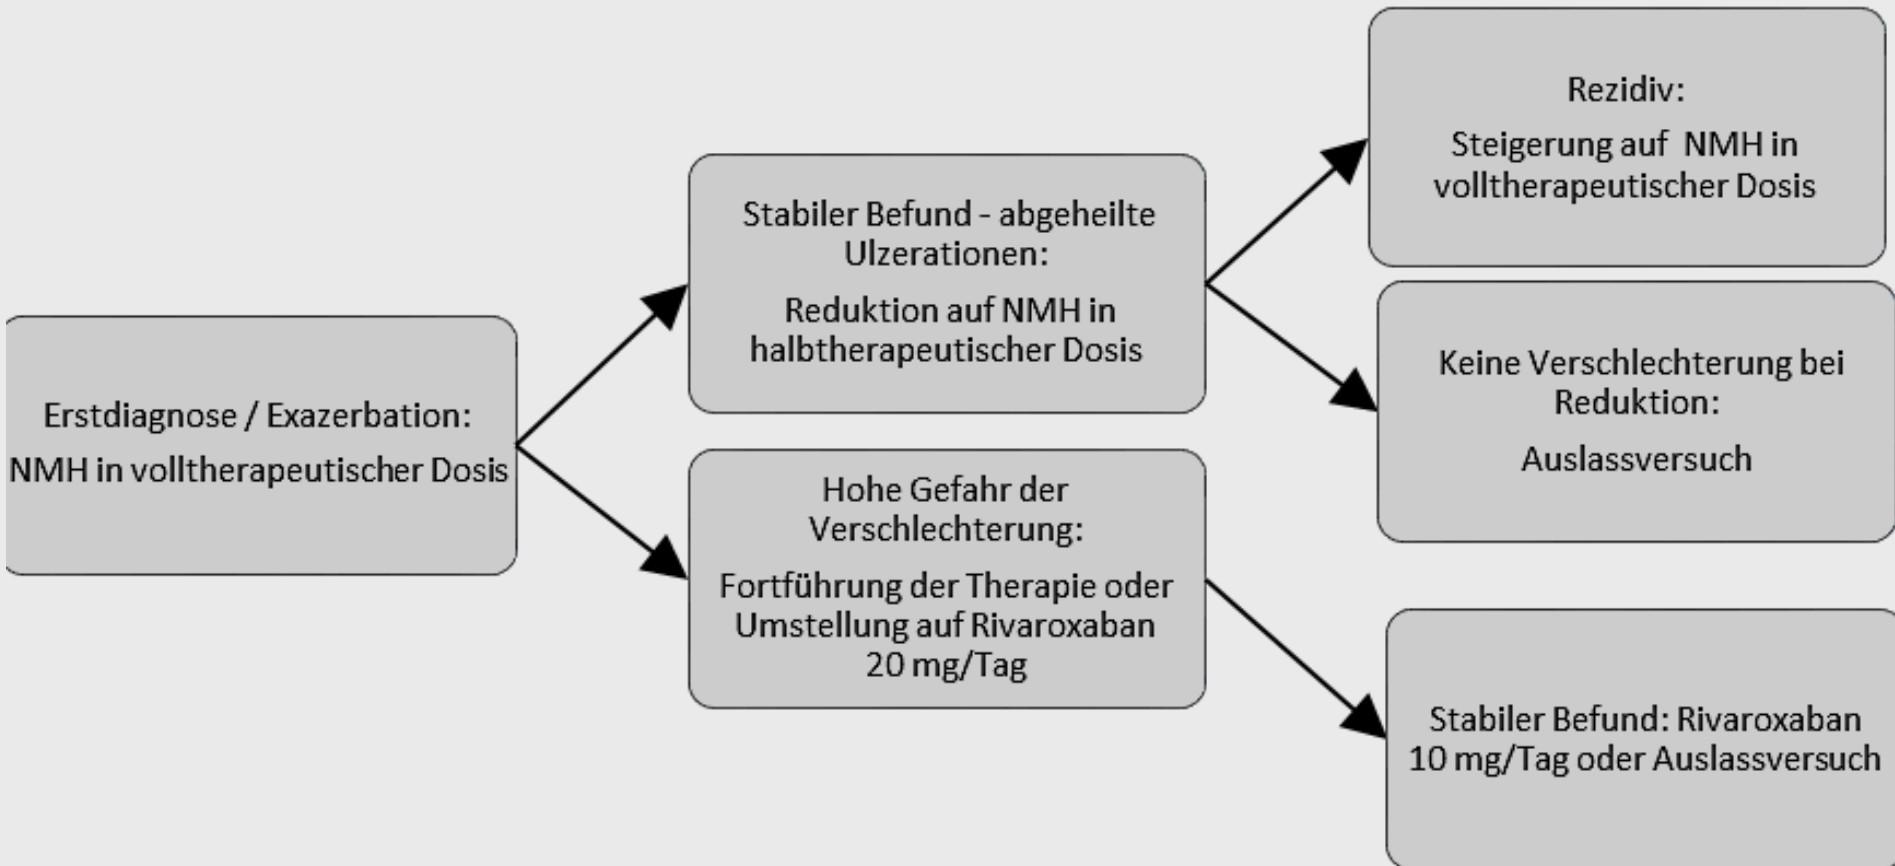 Erstdiagnose / Exazerbation:
NMH in volltherapeutischer Dosis
Stabiler Befund - abgeheilte
Ulzerationen:
Reduktion auf NMH in
halbtherapeutischer Dosis
Hohe Gefahr der
Verschlechterung:
Fortführung der Therapie oder
Umstellung auf Rivaroxaban
20 mg/Tag
Rezidiv:
Steigerung auf NMH in
volltherapeutischer Dosis
Keine Verschlechterung bei
Reduktion:
Auslassversuch
Stabiler Befund: Rivaroxaban
10 mg/Tag oder Auslassversuch